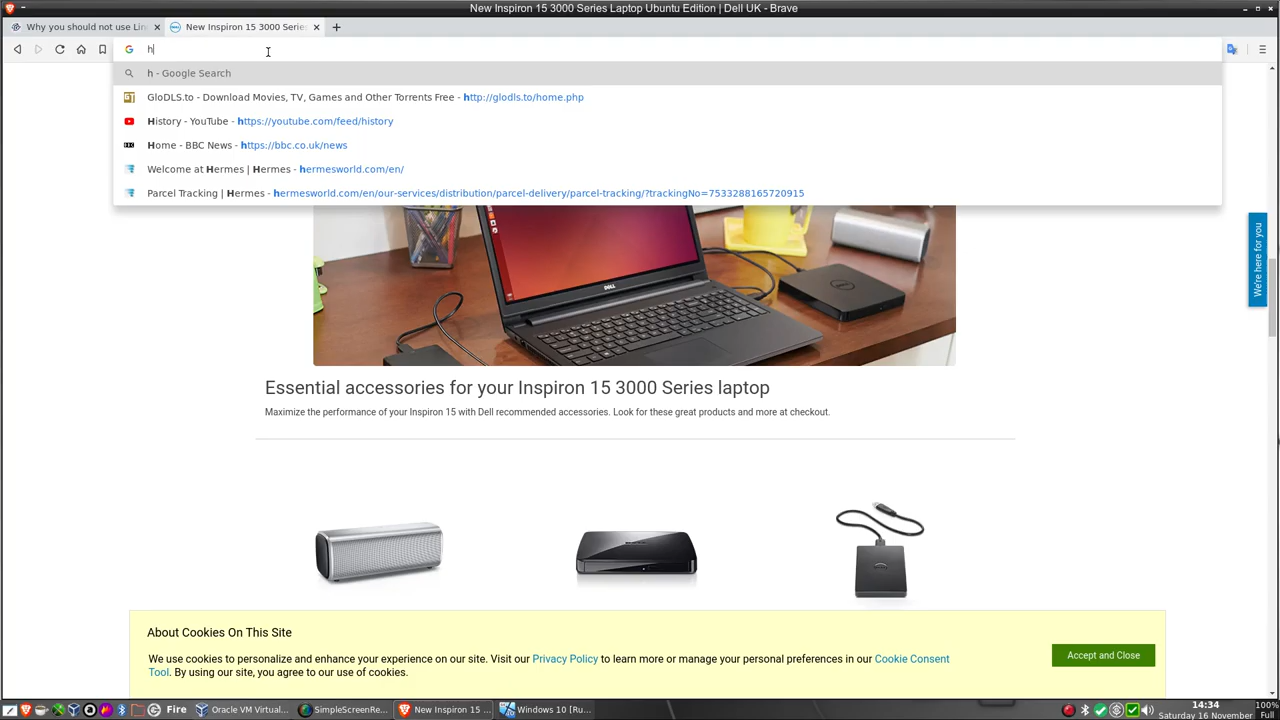 New Inspiron 15 3000 Series Laptop Ubuntu Edition | Dell UK - Brave
Why you should not use Lin
New Inspiron 15 3000 Serie
h
h - Google Search
GloDLS.to - Download Movies, TV, Games and Other Torrents Free - http://glodls.to/home.php
History - YouTube - https://youtube.com/feed/history
Home - BBC News - https://bbc.co.uk/news
Welcome at Hermes | Hermes - hermesworld.com/en/
Parcel Tracking | Hermes - hermesworld.com/en/our-services/distribution/parcel-delivery/parcel-tracking/?trackingNo=7533288165720915
We're here for you
DELL
Essential accessories for your Inspiron 15 3000 Series laptop
Maximize the performance of your Inspiron 15 with Dell recommended accessories. Look for these great products and more at checkout.
About Cookies On This Site
We use cookies to personalize and enhance your experience on our site. Visit our Privacy Policy to learn more or manage your personal preferences in our Cookie Consent
Tool. By using our site, you agree to our use of cookies.
Accept and Close
Fire
Oracle VM Virtual...
SimpleScreenRe...
New Inspiron 15 ...
Windows 10 [Ru...
14:34
Saturday 16 November
100%
Full